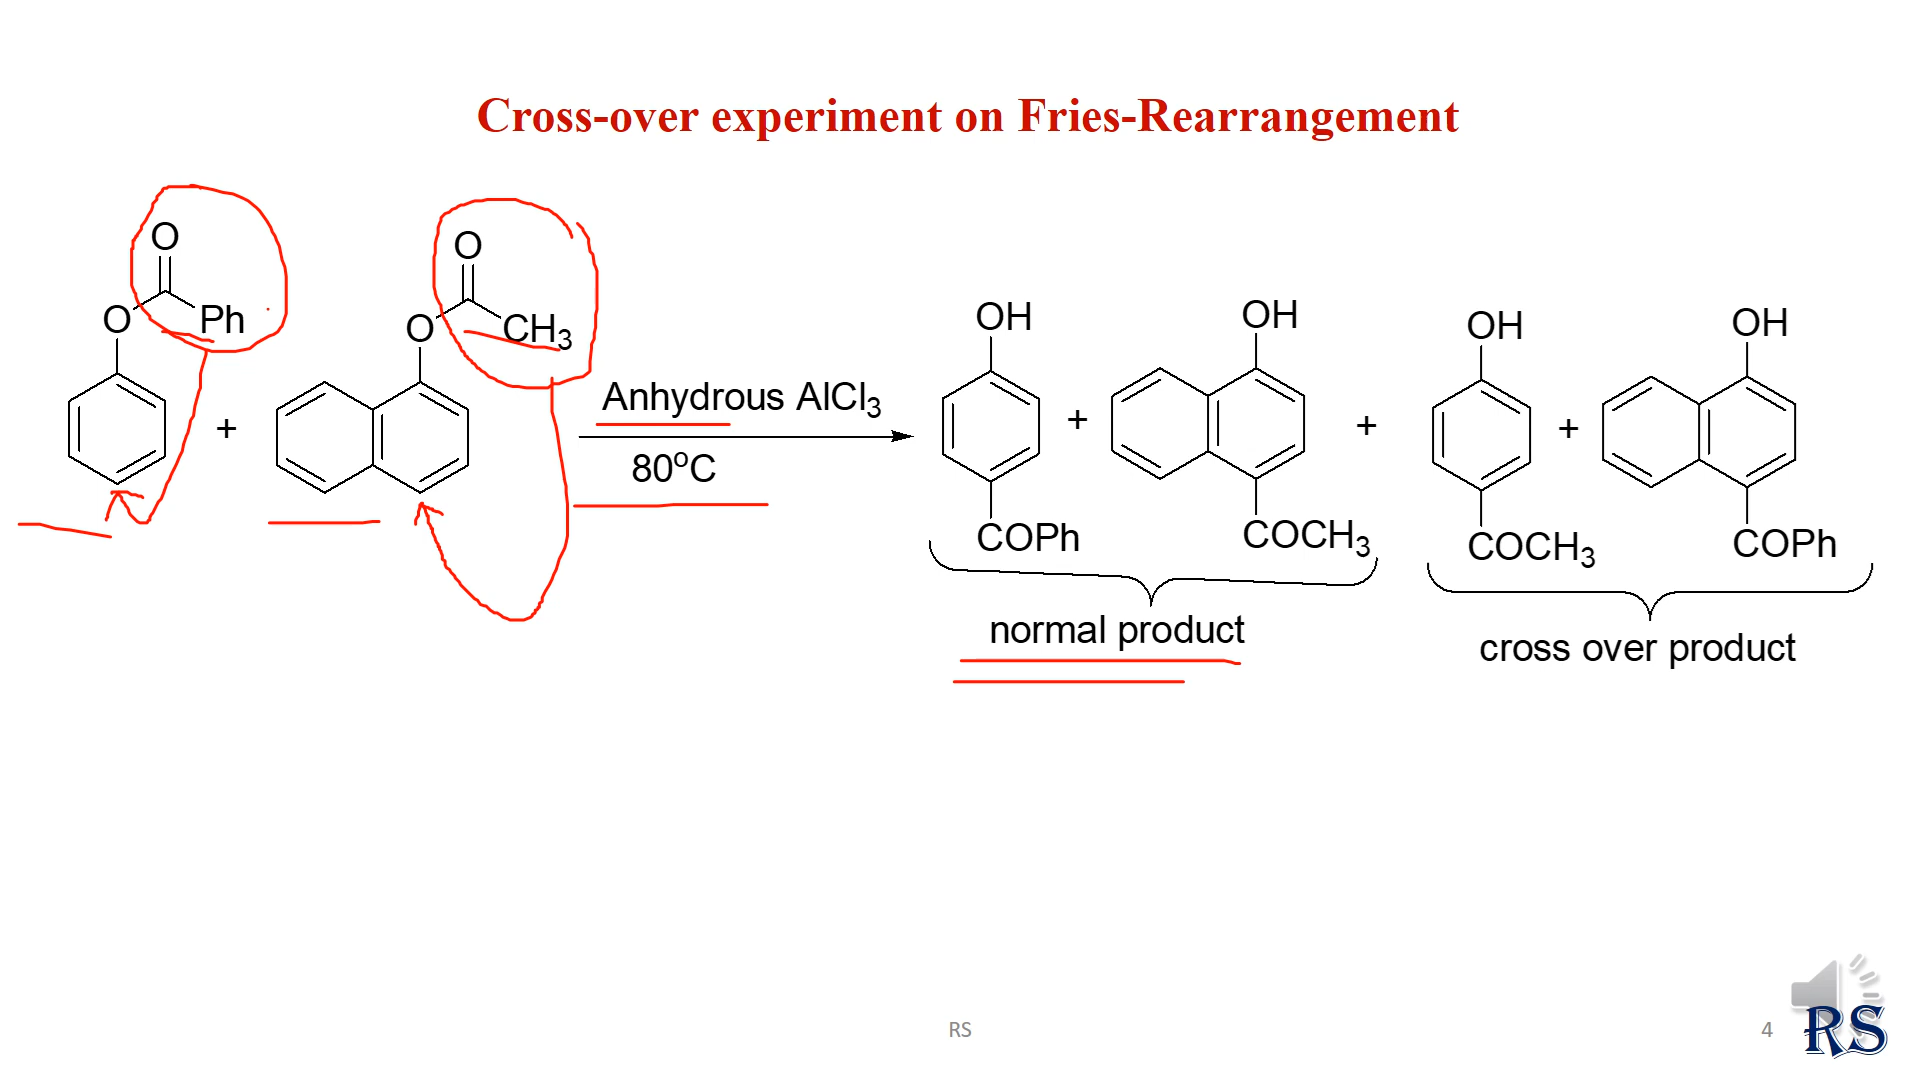 Cross-over experiment on Fries-Rearrangement
O
O
Ph
+
O
O
CH3
Anhydrous AlCl3
80oC
OH
COPh
+
OH
COCH3
+
OH
COCH3
+
OH
COPh
normal product
cross over product
RS
4
RS